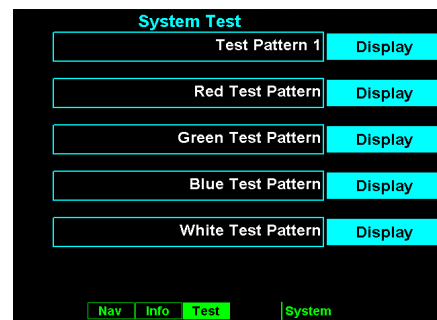 System Test
Test Pattern 1 Display
Red Test Pattern Display
Green Test Pattern Display
Blue Test Pattern Display
White Test Pattern Display
Nav Info Test System